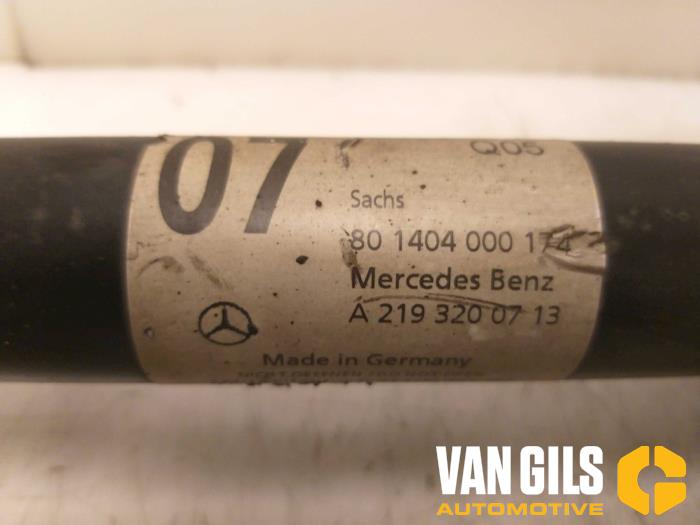 07
Q05
Sachs
80 1404 000 174
Mercedes Benz
A 219 320 07 13
Made in Germany
VAN GILS
AUTOMOTIVE